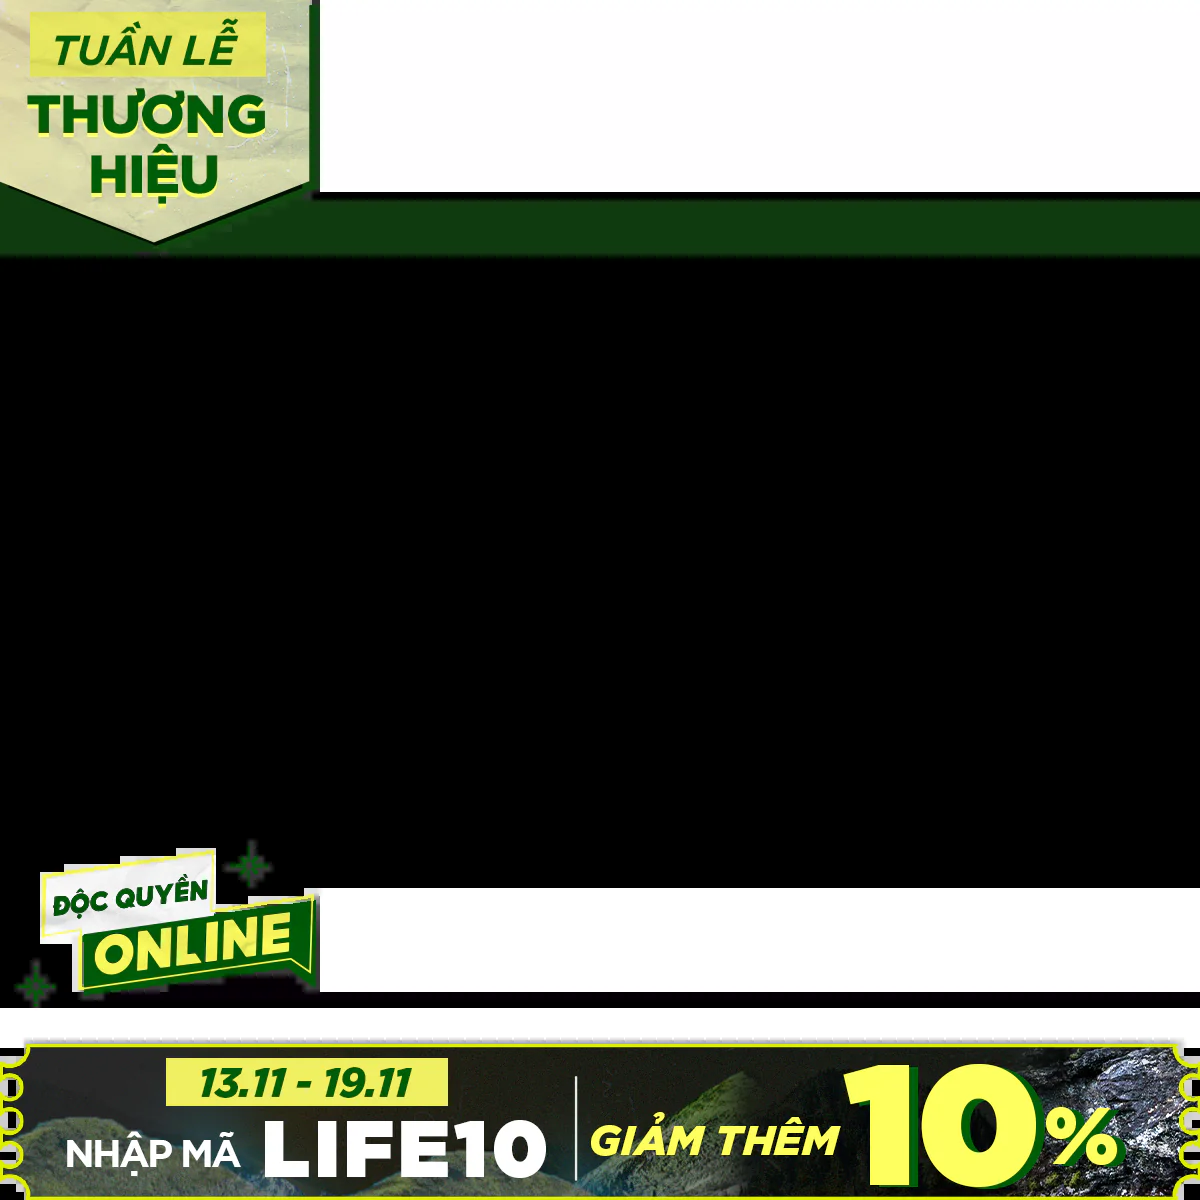 TUẦN LỄ
THƯƠNG
HIỆU
ĐỘC QUYỀN
ONLINE
13.11 - 19.11
NHẬP MÃ LIFE10
GIẢM THÊM 10%